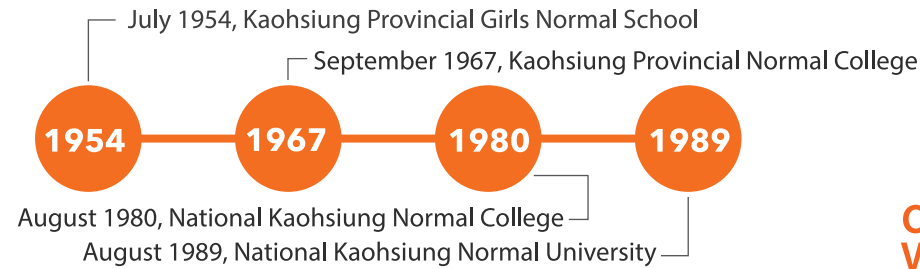 July 1954, Kaohsiung Provincial Girls Normal School
September 1967, Kaohsiung Provincial Normal College
1954
1967
1980
1989
August 1980, National Kaohsiung Normal College
August 1989, National Kaohsiung Normal University